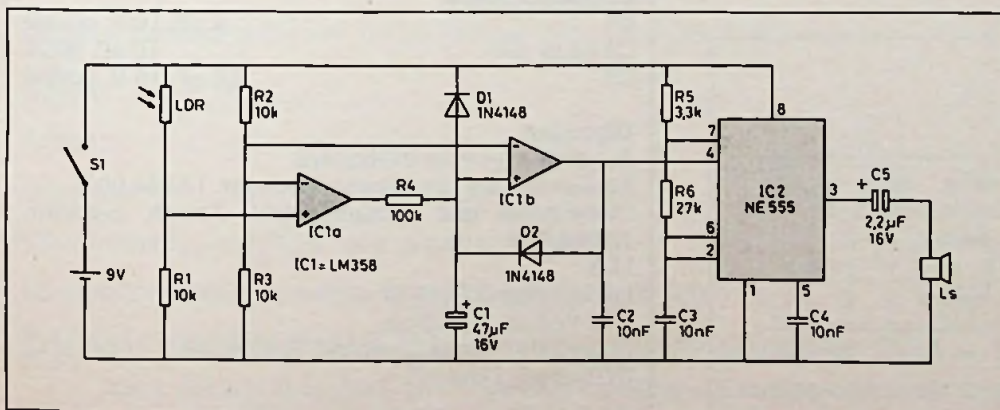 S1
9V
LDR
R1
10k
R2
10k
R3
10k
-
+
IC1a
IC1 = LM358
R4
100k
D1
1N4148
-
+
IC1b
D2
1N4148
+
C1
47µF
16V
C2
10nF
R5
3,3k
R6
27k
C3
10nF
7
4
6
2
8
IC2
NE555
3
1
5
C4
10nF
+
C5
2,2µF
16V
Ls